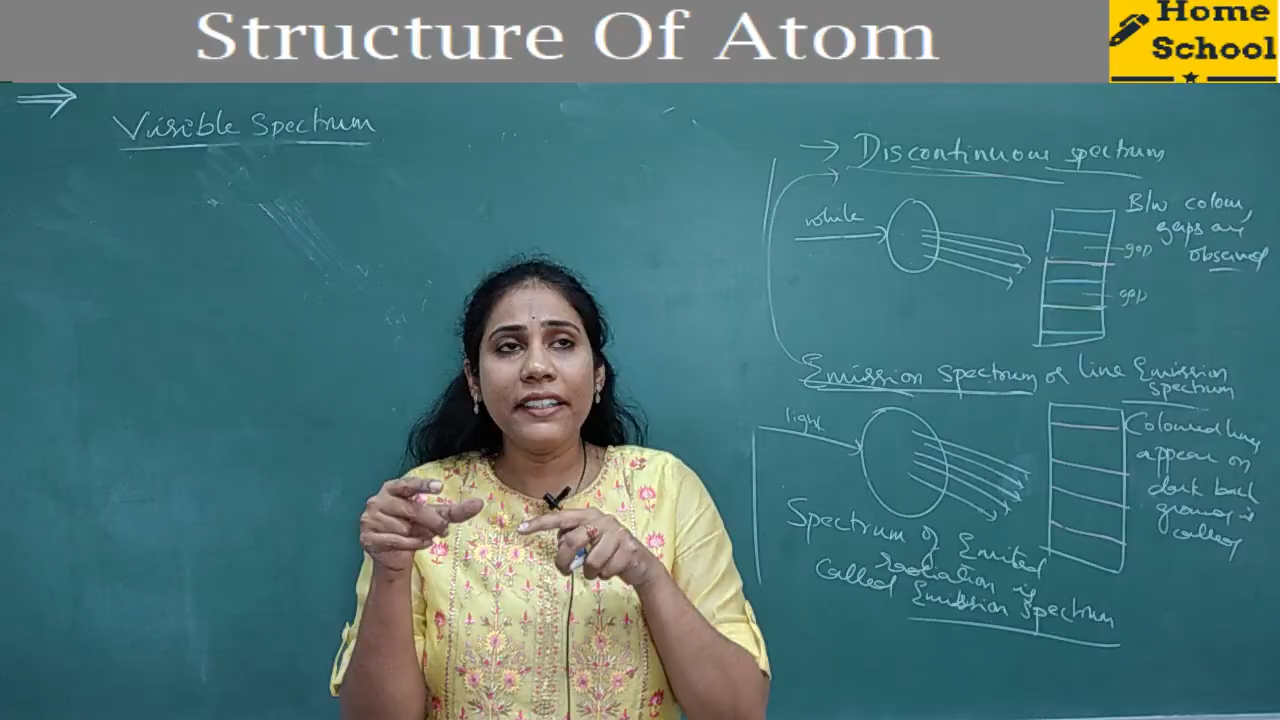 Structure Of Atom
Home
School
Visible Spectrum
→ Discontinuous spectrum
white
B/w colour,
gaps are
observed
gap
gap
Emission spectrum or line Emission
spectrum
light
Coloured lines
appear on
dark back
ground is
called
Spectrum of Emitted
radiation is
called Emission Spectrum